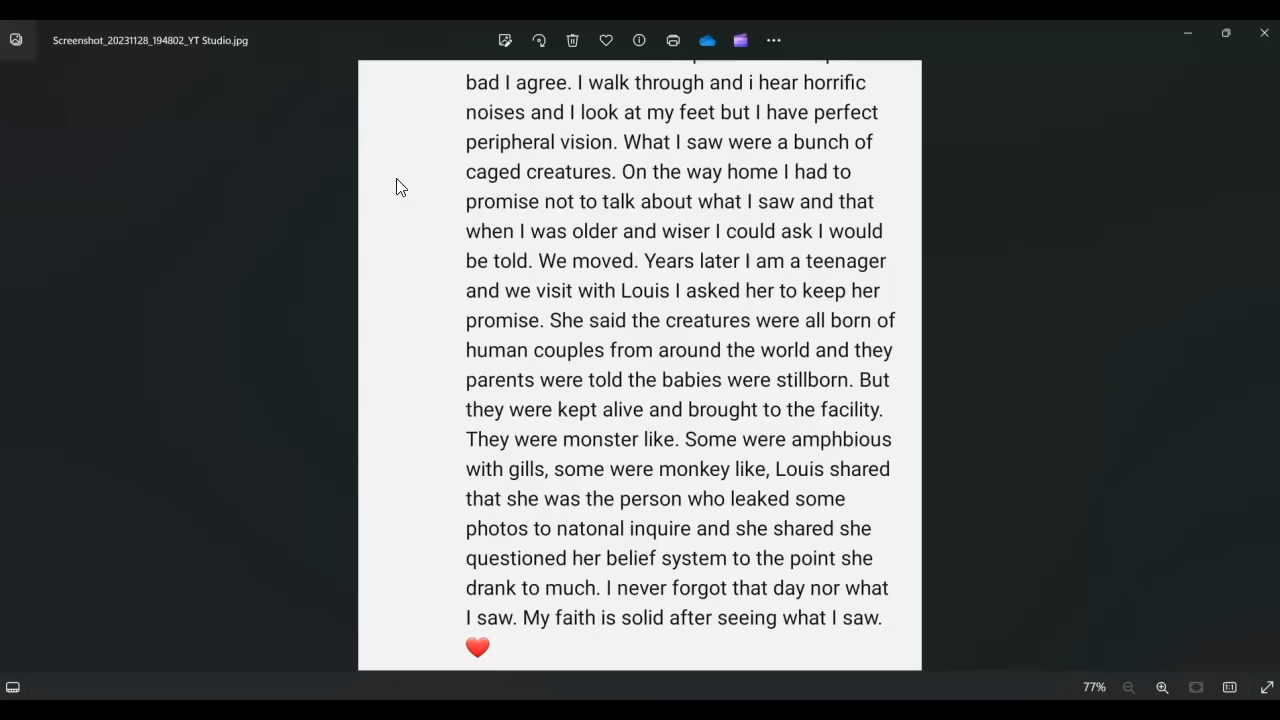 Screenshot_20231128_194802_YT Studio.jpg
bad I agree. I walk through and i hear horrific
noises and I look at my feet but I have perfect
peripheral vision. What I saw were a bunch of
caged creatures. On the way home I had to
promise not to talk about what I saw and that
when I was older and wiser I could ask I would
be told. We moved. Years later I am a teenager
and we visit with Louis I asked her to keep her
promise. She said the creatures were all born of
human couples from around the world and they
parents were told the babies were stillborn. But
they were kept alive and brought to the facility.
They were monster like. Some were amphbious
with gills, some were monkey like, Louis shared
that she was the person who leaked some
photos to natonal inquire and she shared she
questioned her belief system to the point she
drank to much. I never forgot that day nor what
I saw. My faith is solid after seeing what I saw.
❤️
77%
1:1